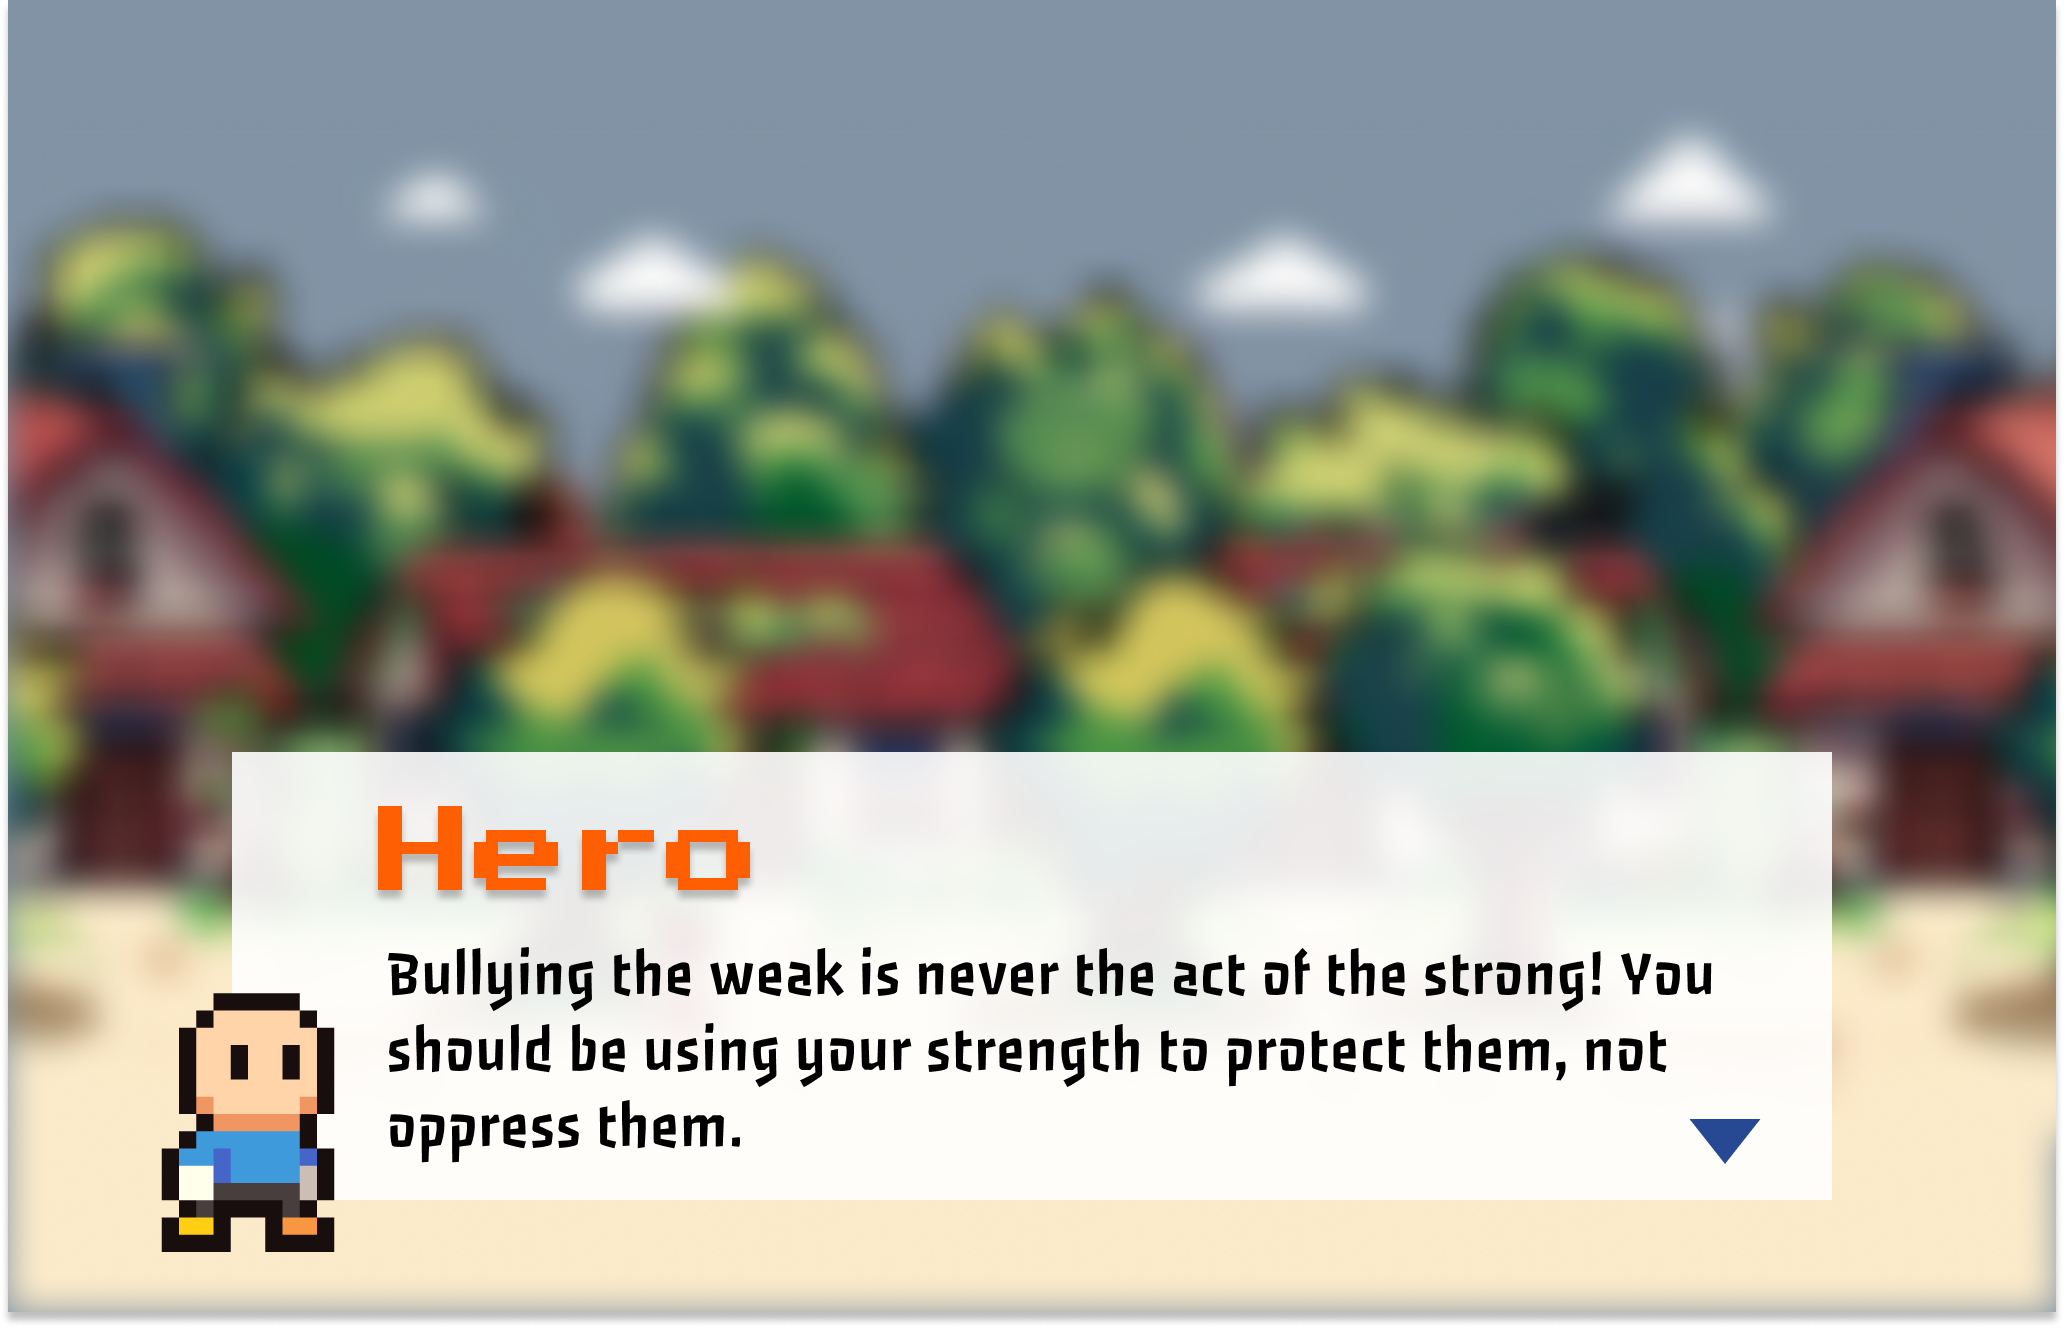 Hero
Bullying the weak is never the act of the strong! You
should be using your strength to protect them, not
oppress them.